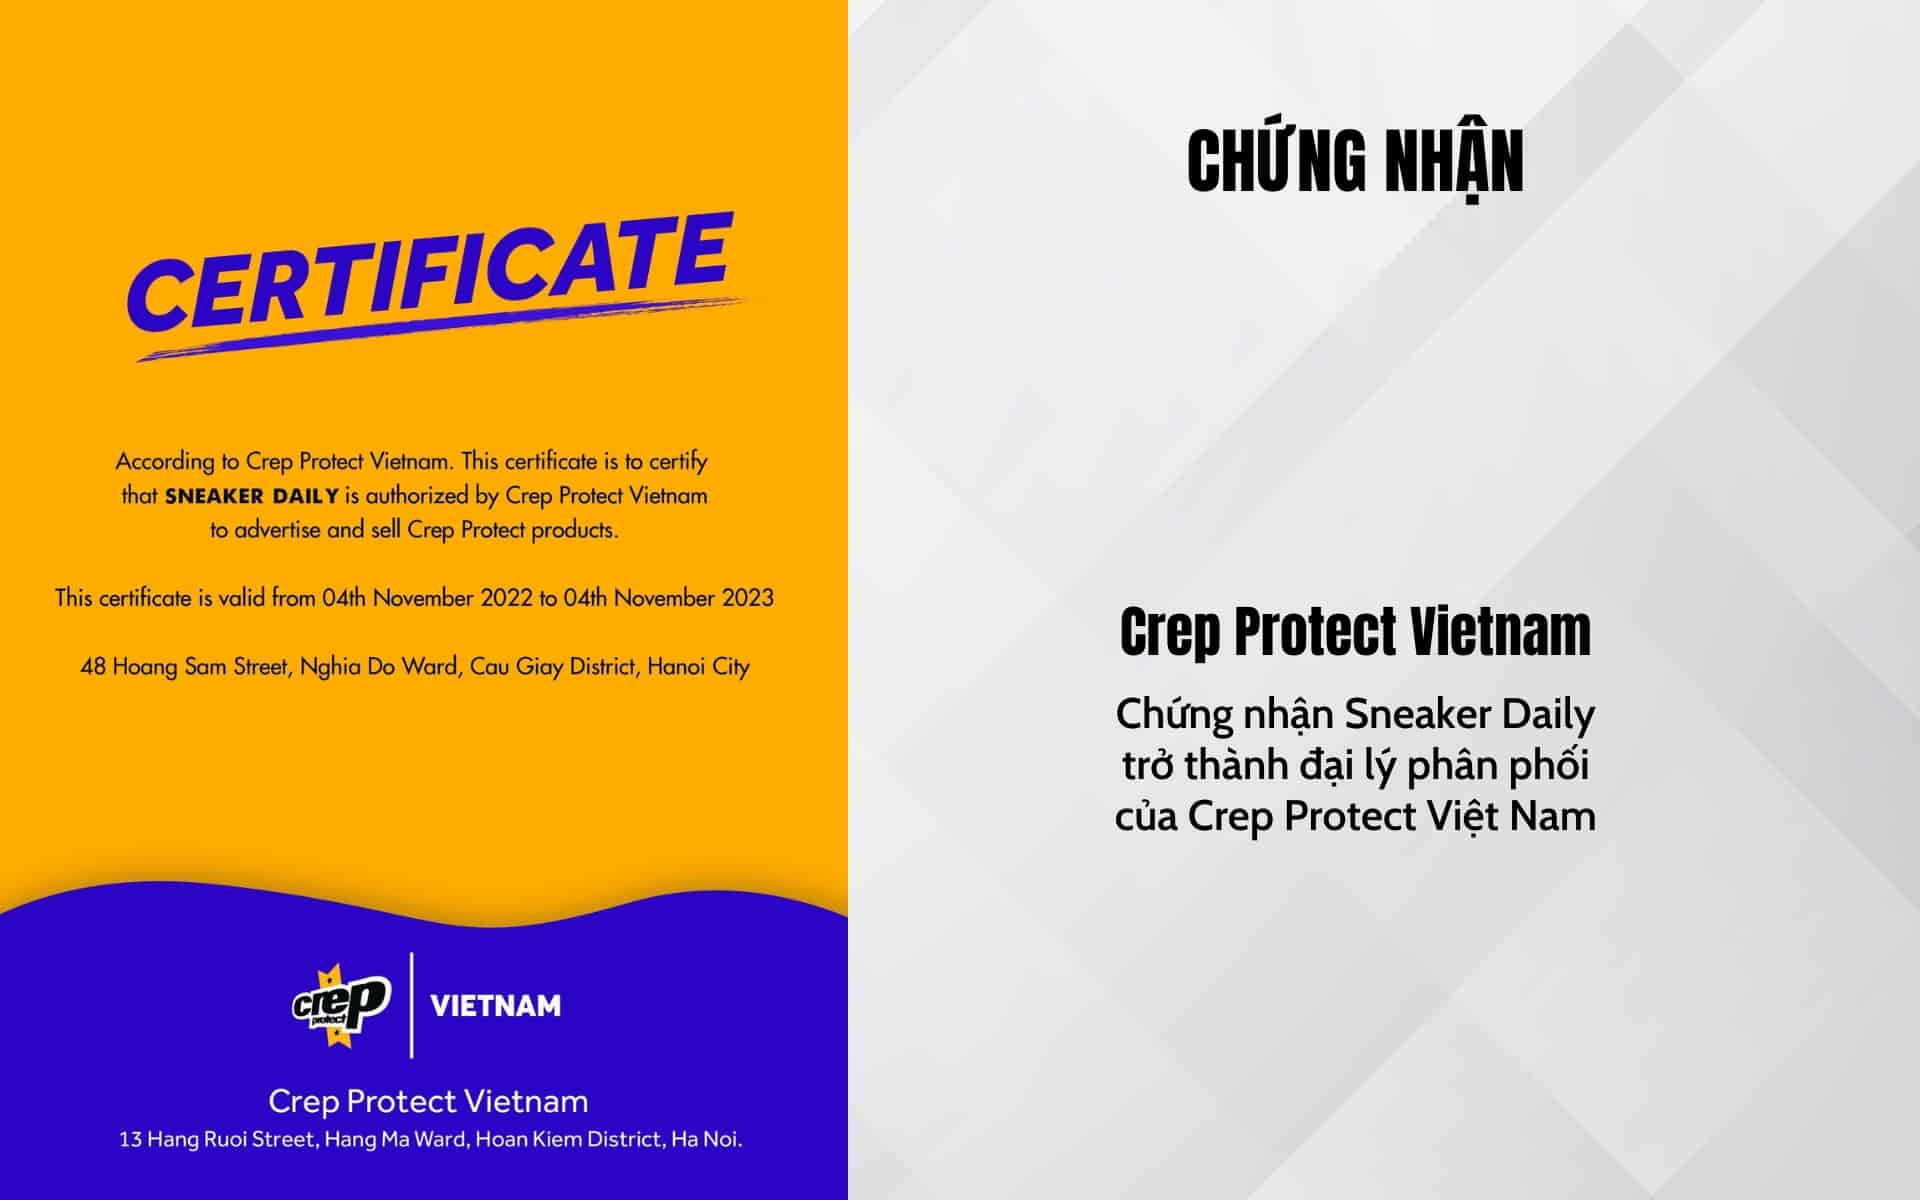 CERTIFICATE
According to Crep Protect Vietnam. This certificate is to certify
that SNEAKER DAILY is authorized by Crep Protect Vietnam
to advertise and sell Crep Protect products.
This certificate is valid from 04th November 2022 to 04th November 2023
48 Hoang Sam Street, Nghia Do Ward, Cau Giay District, Hanoi City
crep
protect
VIETNAM
Crep Protect Vietnam
13 Hang Ruoi Street, Hang Ma Ward, Hoan Kiem District, Ha Noi.
CHỨNG NHẬN
Crep Protect Vietnam
Chứng nhận Sneaker Daily
trở thành đại lý phân phối
của Crep Protect Việt Nam